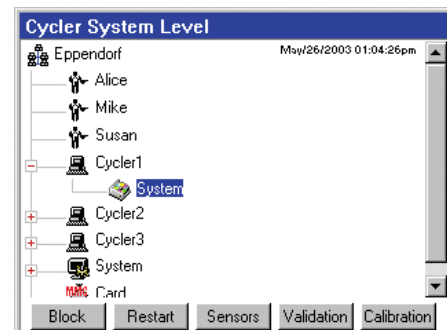 Cycler System Level
Eppendorf May/26/2003 01:04:26pm
Alice
Mike
Susan
Cycler1
System
Cycler2
Cycler3
System
Card
Block Restart Sensors Validation Calibration